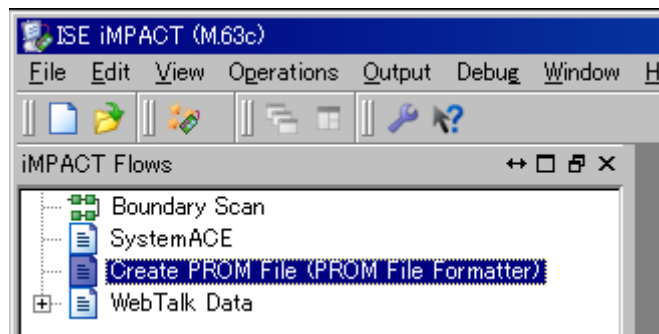 ISE iMPACT (M.63c)
File Edit View Operations Output Debug Window H
iMPACT Flows
Boundary Scan
SystemACE
Create PROM File (PROM File Formatter)
WebTalk Data